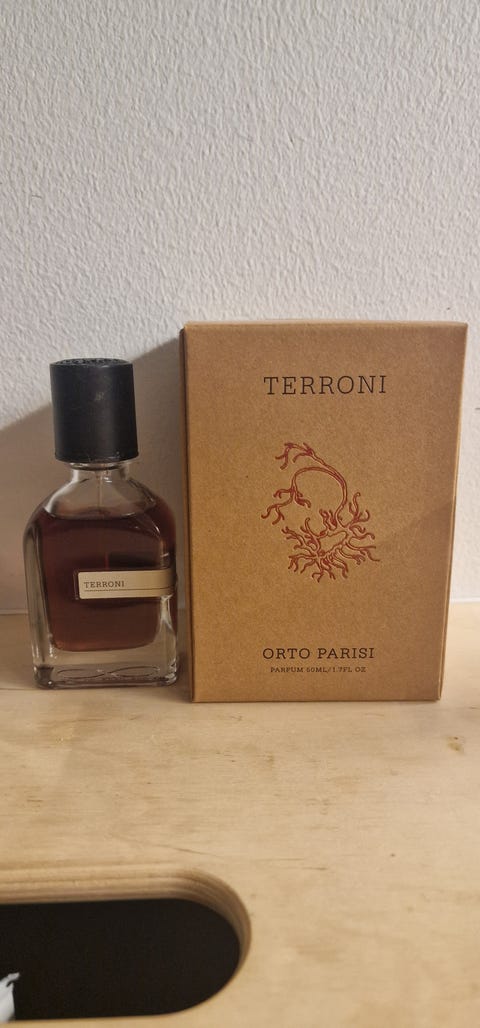 TERRONI
TERRONI
ORTO PARISI
PARFUM 50ML/1.7FL OZ